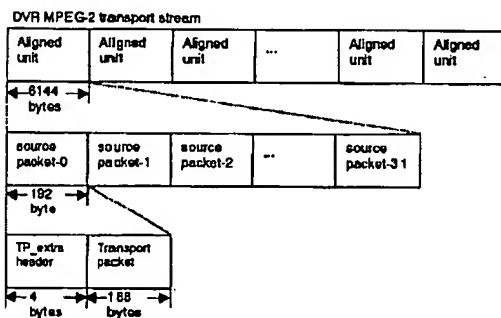 DVR MPEG-2 transport stream
Aligned unit Aligned unit Aligned unit ... Aligned unit Aligned unit
6144 bytes
source packet-0 source packet-1 source packet-2 ... source packet-31
192 byte
TP_extra header Transport packet
4 bytes 188 bytes